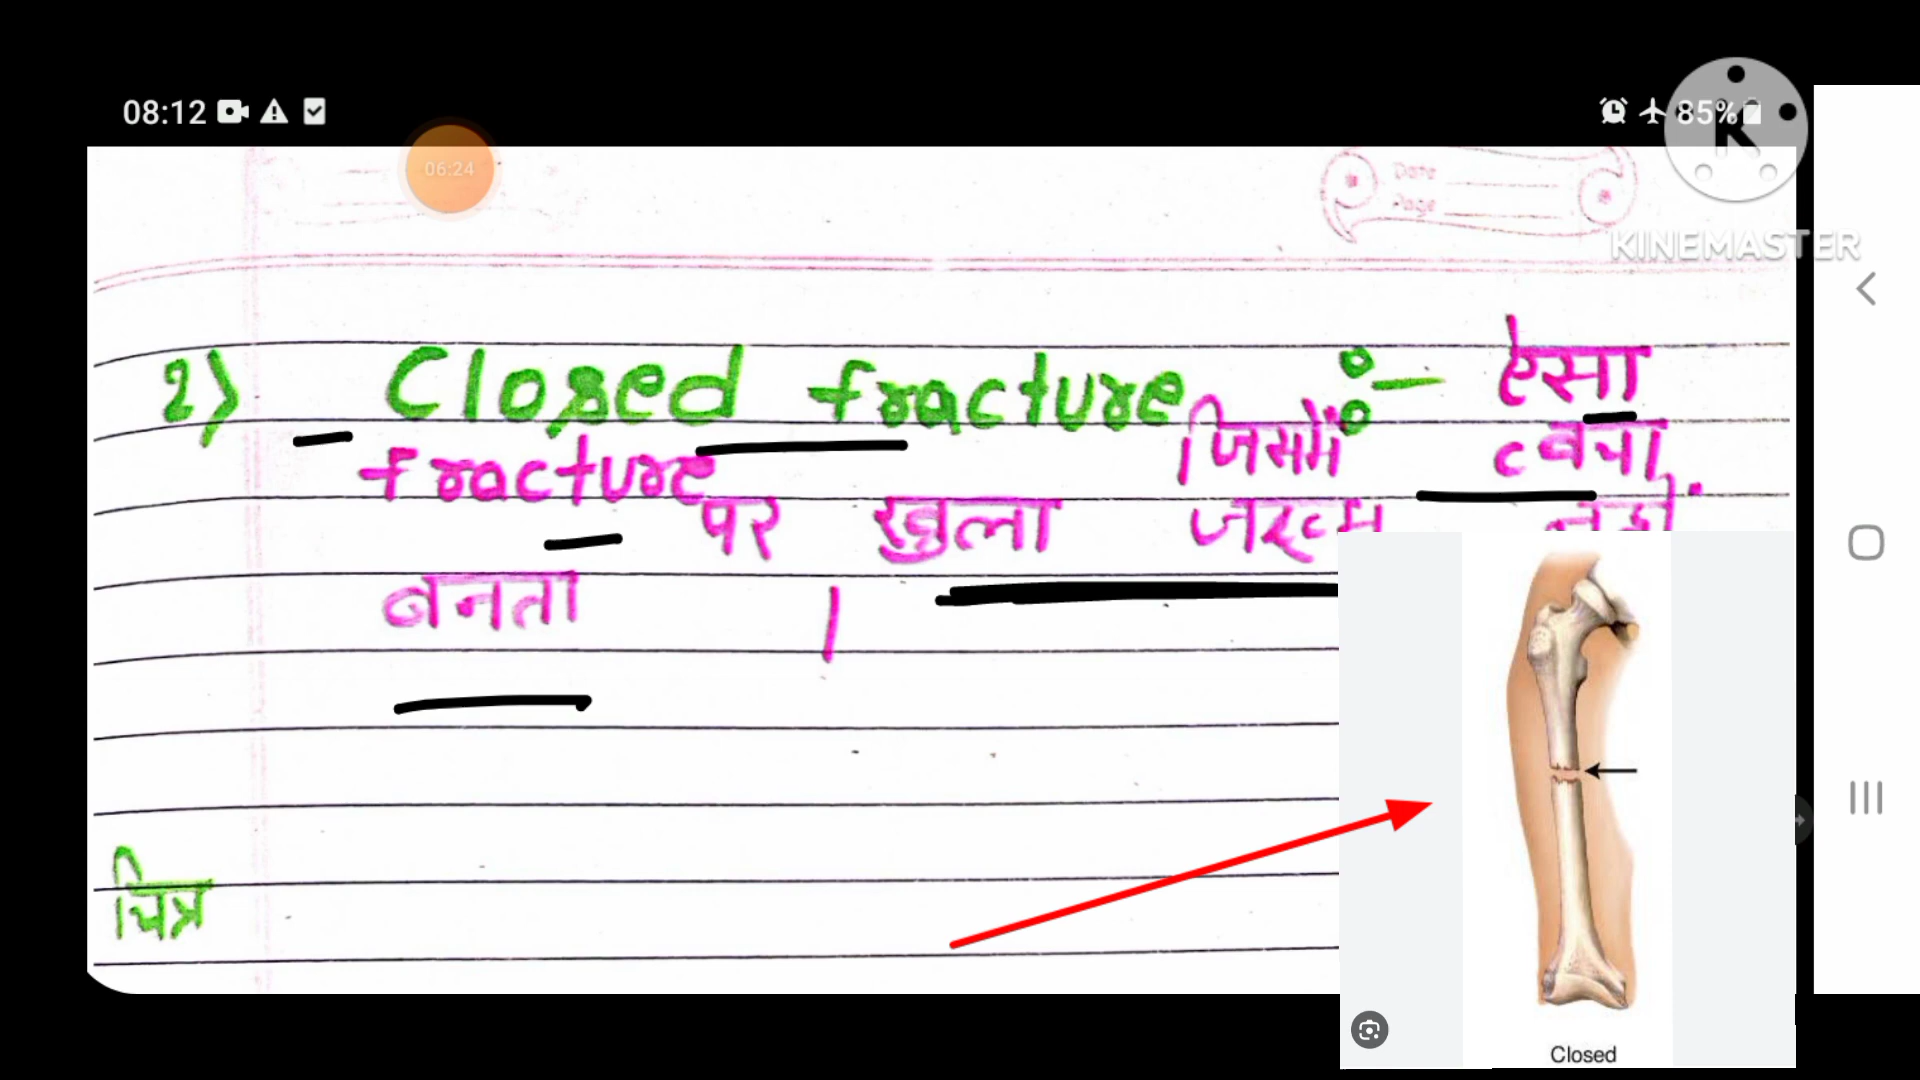 08:12
85%
06:24
Date
Page
KINEMASTER
2) Closed fracture :- ऐसा
fracture जिसमें त्वचा
पर खुला जख्म नहीं
बनता |
चित्र
Closed